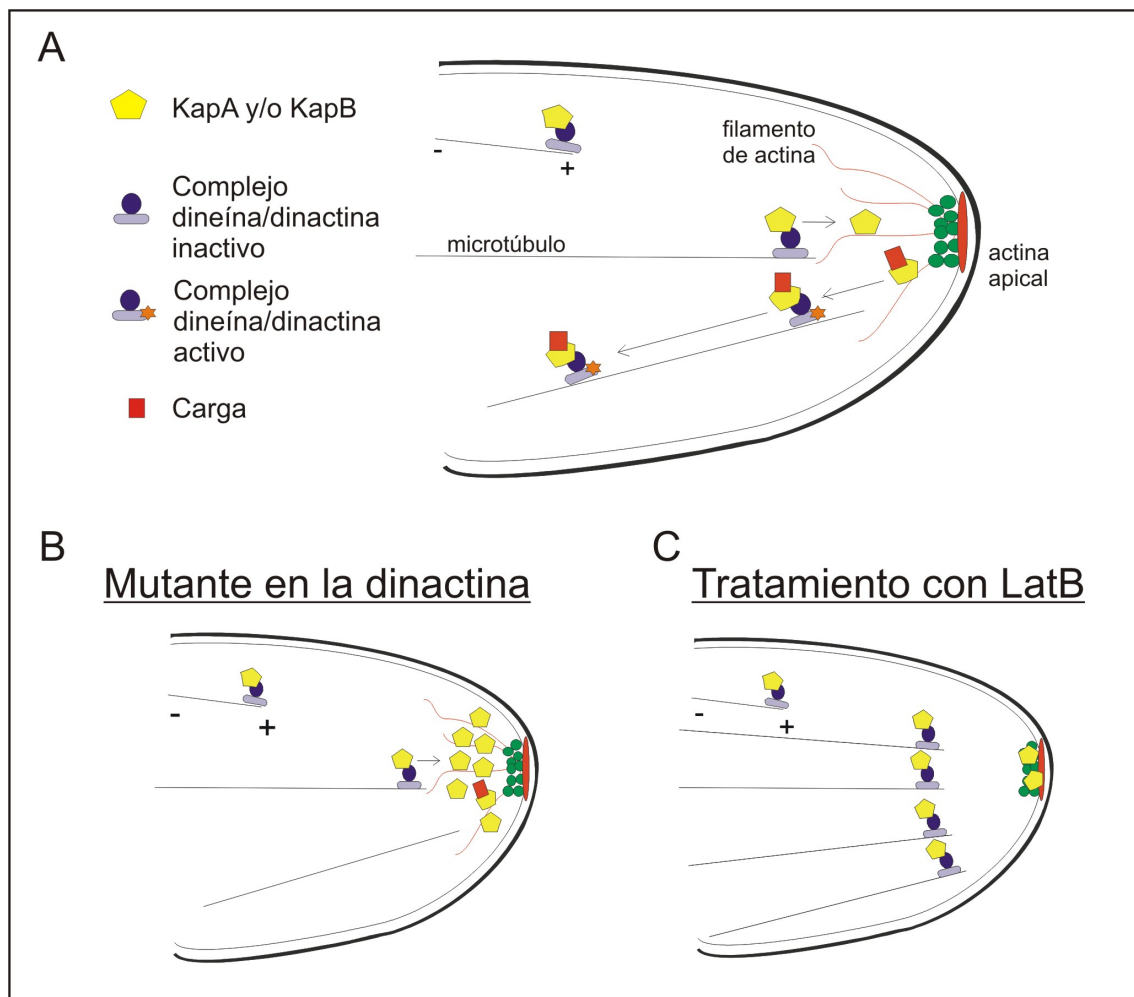 A
KapA y/o KapB
Complejo
dineína/dinactina
inactivo
Complejo
dineína/dinactina
activo
Carga
-
+
filamento
de actina
microtúbulo
actina
apical
B
Mutante en la dinactina
-
+
C
Tratamiento con LatB
-
+